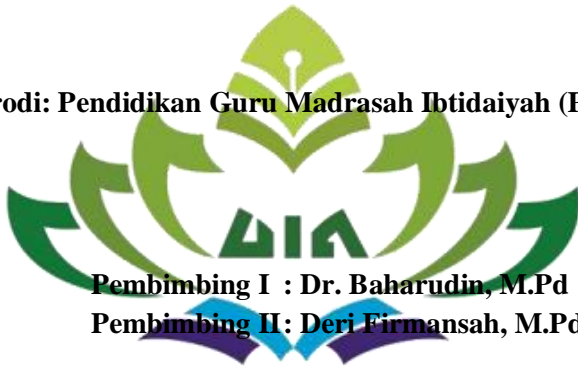 rodi: Pendidikan Guru Madrasah Ibtidaiyah (
UIN
Pembimbing I : Dr. Baharudin, M.Pd
Pembimbing II: Deri Firmansah, M.Pd